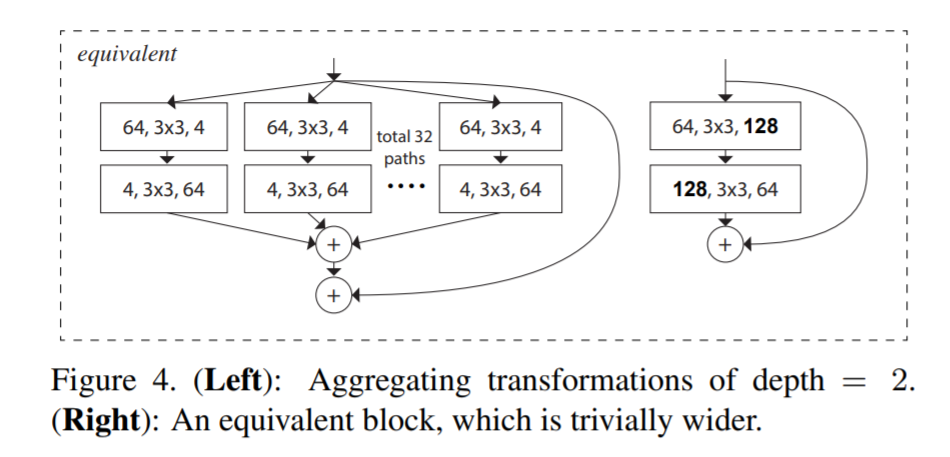 equivalent
64, 3x3, 4
64, 3x3, 4
total 32
paths
64, 3x3, 4
4, 3x3, 64
4, 3x3, 64
....
4, 3x3, 64
+
+
64, 3x3, 128
128, 3x3, 64
+
Figure 4. (Left): Aggregating transformations of depth = 2.
(Right): An equivalent block, which is trivially wider.